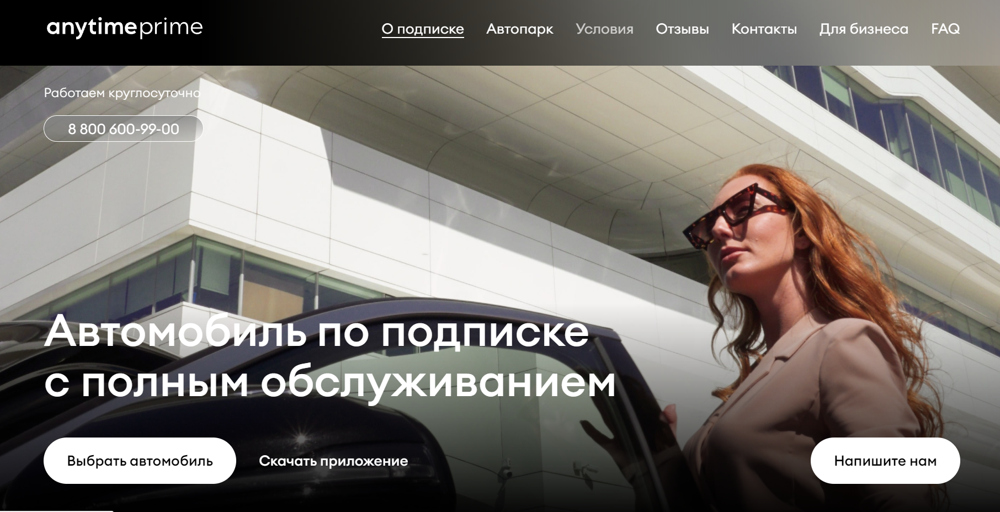 anytimeprime
О подписке Автопарк Условия Отзывы Контакты Для бизнеса FAQ
Работаем круглосуточно
8 800 600-99-00
Автомобиль по подписке
с полным обслуживанием
Выбрать автомобиль Скачать приложение Напишите нам